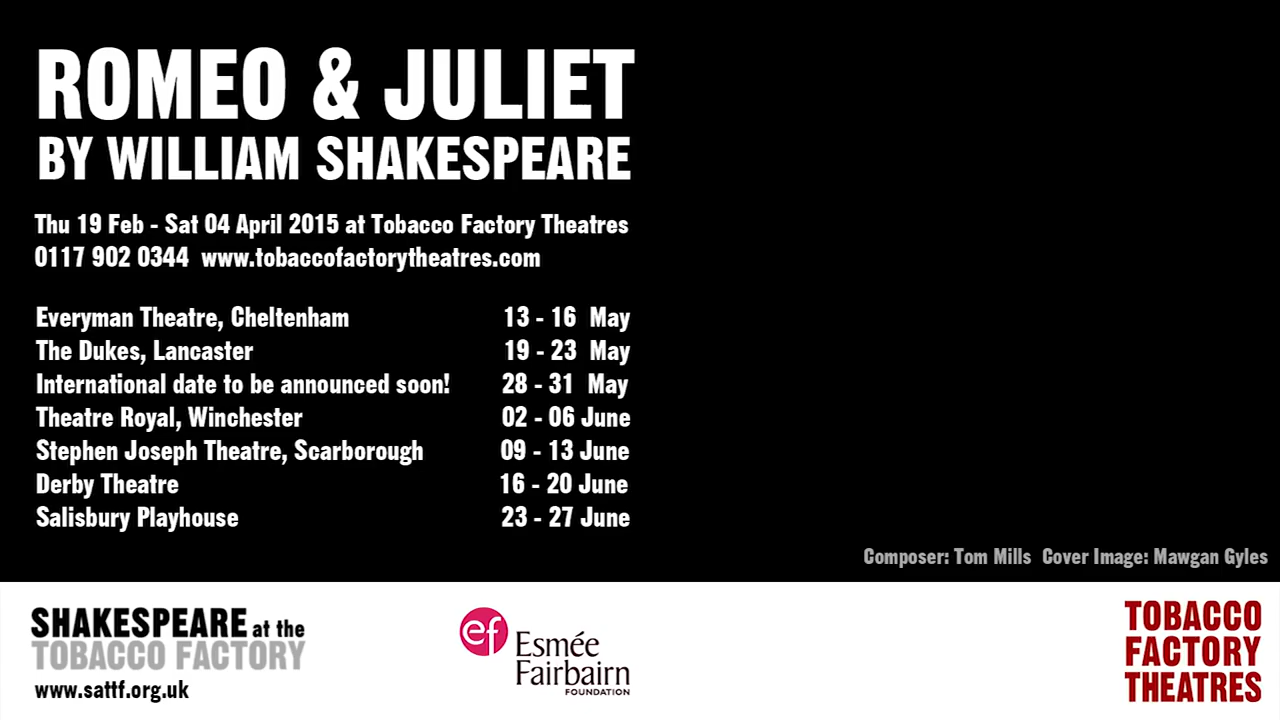 ROMEO & JULIET
BY WILLIAM SHAKESPEARE
Thu 19 Feb - Sat 04 April 2015 at Tobacco Factory Theatres
0117 902 0344 www.tobaccofactorytheatres.com
Everyman Theatre, Cheltenham 13 - 16 May
The Dukes, Lancaster 19 - 23 May
International date to be announced soon! 28 - 31 May
Theatre Royal, Winchester 02 - 06 June
Stephen Joseph Theatre, Scarborough 09 - 13 June
Derby Theatre 16 - 20 June
Salisbury Playhouse 23 - 27 June
Composer: Tom Mills Cover Image: Mawgan Gyles
SHAKESPEARE at the
TOBACCO FACTORY
www.sattf.org.uk
ef
Esmée
Fairbairn
FOUNDATION
TOBACCO
FACTORY
THEATRES